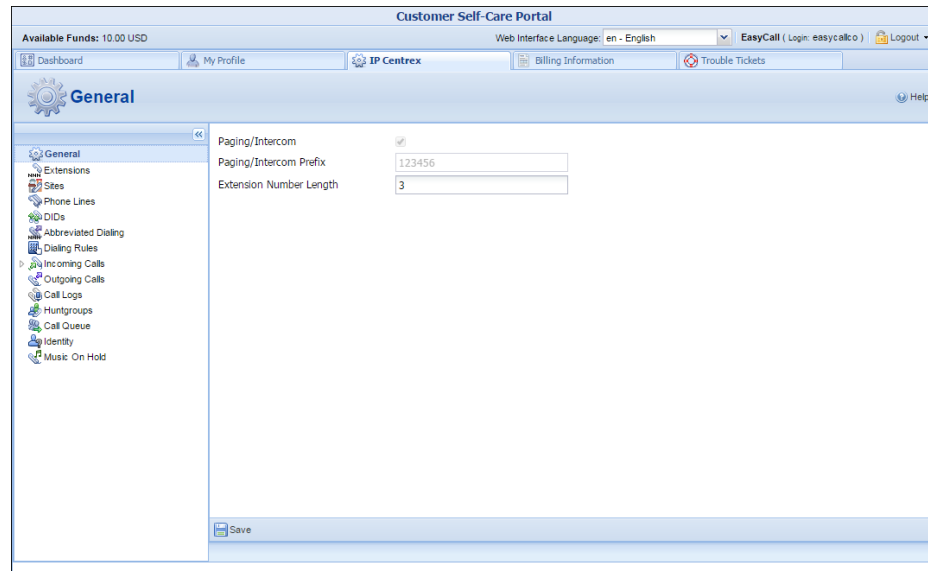 Customer Self-Care Portal
Available Funds: 10.00 USD Web Interface Language: en - English EasyCall ( Login: easycallco ) Logout
Dashboard My Profile IP Centrex Billing Information Trouble Tickets
General Help
General
Extensions
Sites
Phone Lines
DIDs
Abbreviated Dialing
Dialing Rules
Incoming Calls
Outgoing Calls
Call Logs
Huntgroups
Call Queue
Identity
Music On Hold
Paging/Intercom
Paging/Intercom Prefix 123456
Extension Number Length 3
Save